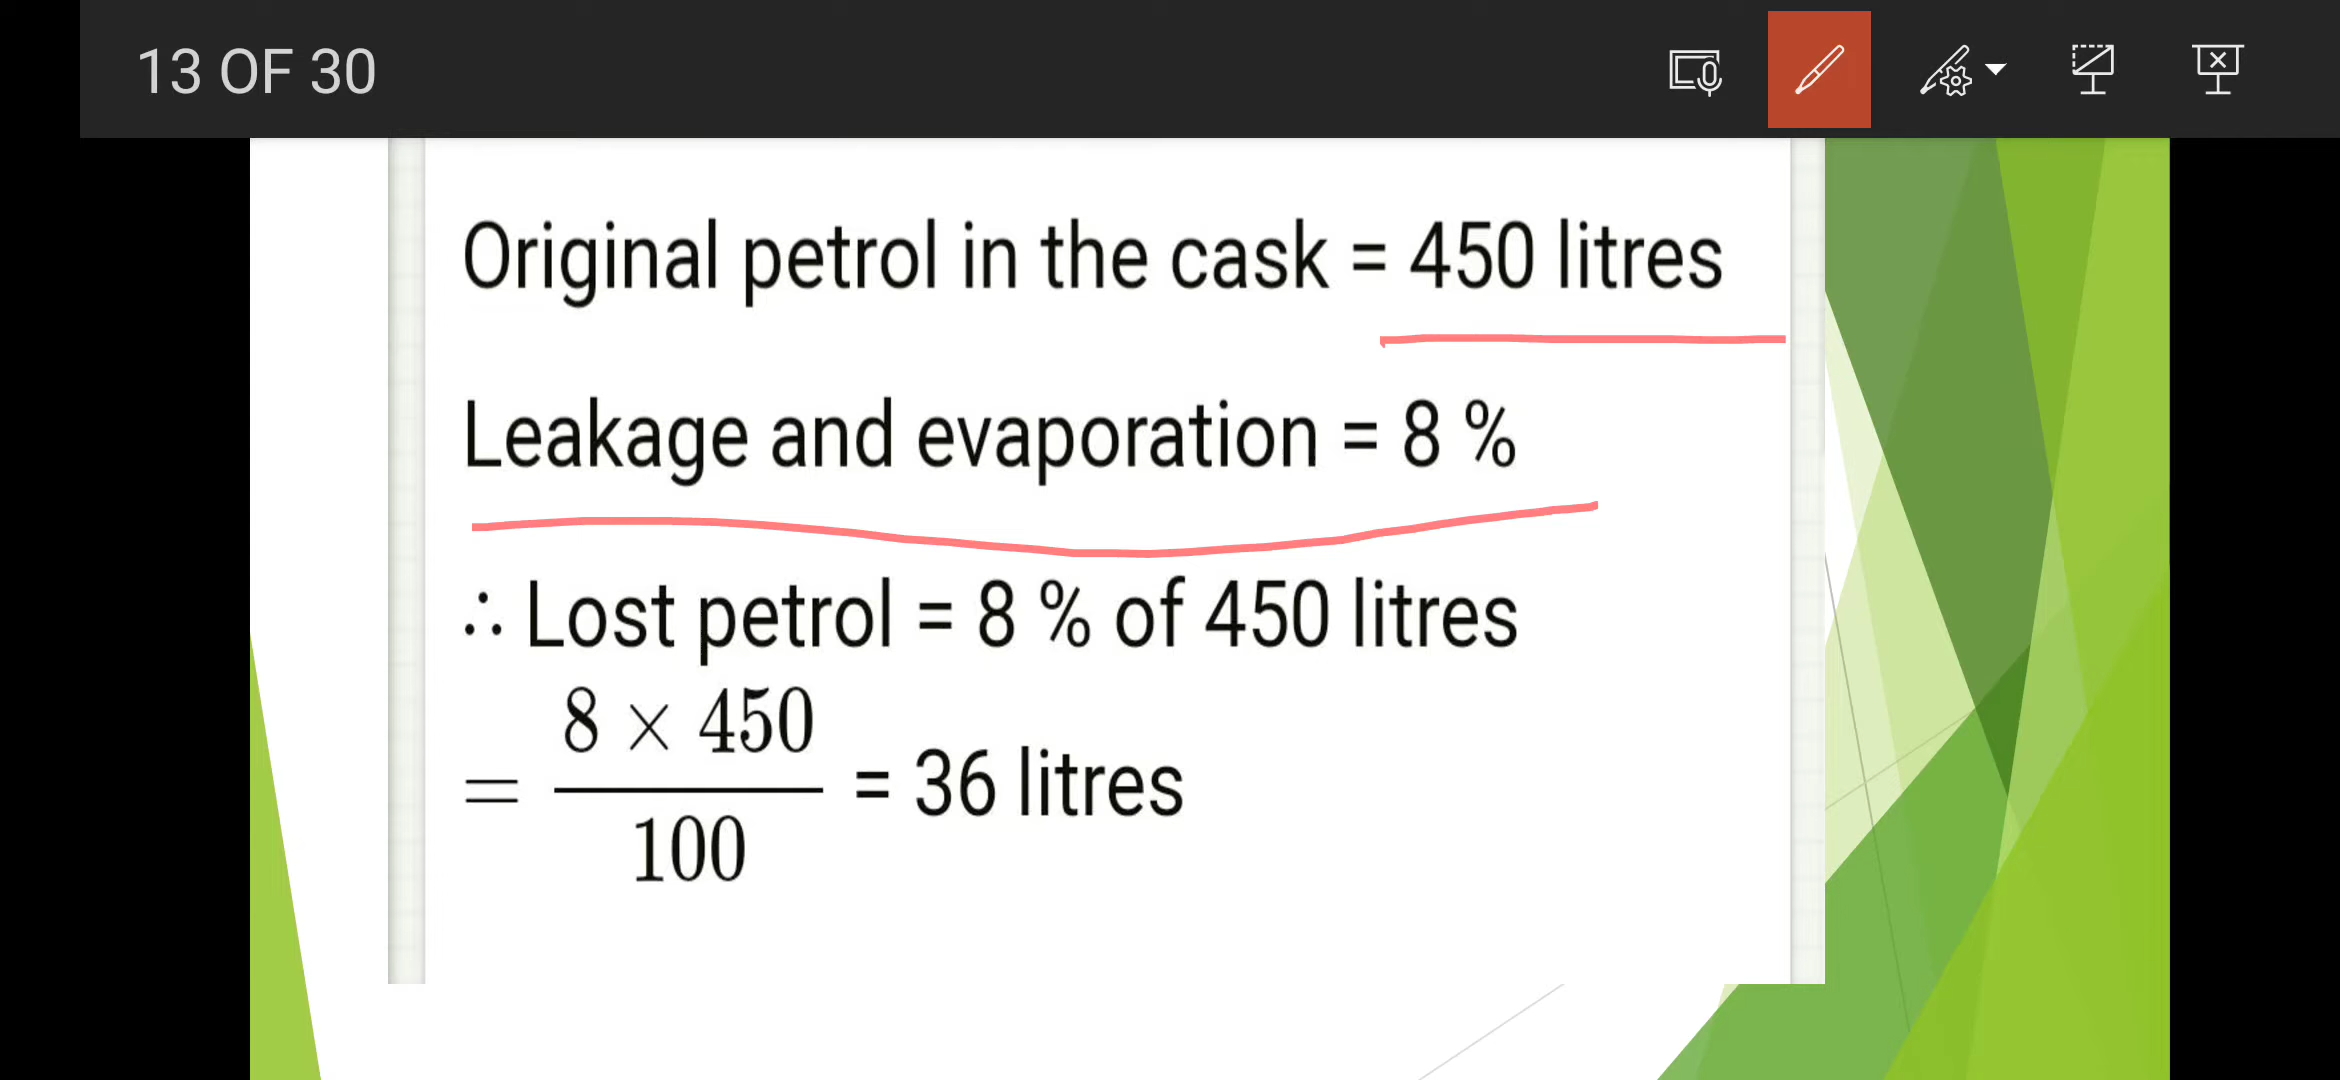 13 OF 30
Original petrol in the cask = 450 litres
Leakage and evaporation = 8 %
∴ Lost petrol = 8 % of 450 litres
= 8 × 450 / 100 = 36 litres